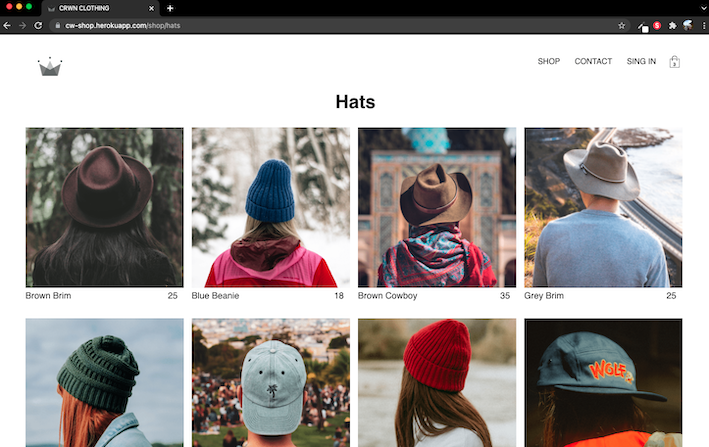 CRWN CLOTHING
cw-shop.herokuapp.com/shop/hats
SHOP CONTACT SING IN 3
Hats
Brown Brim 25 Blue Beanie 18 Brown Cowboy 35 Grey Brim 25
WOLF